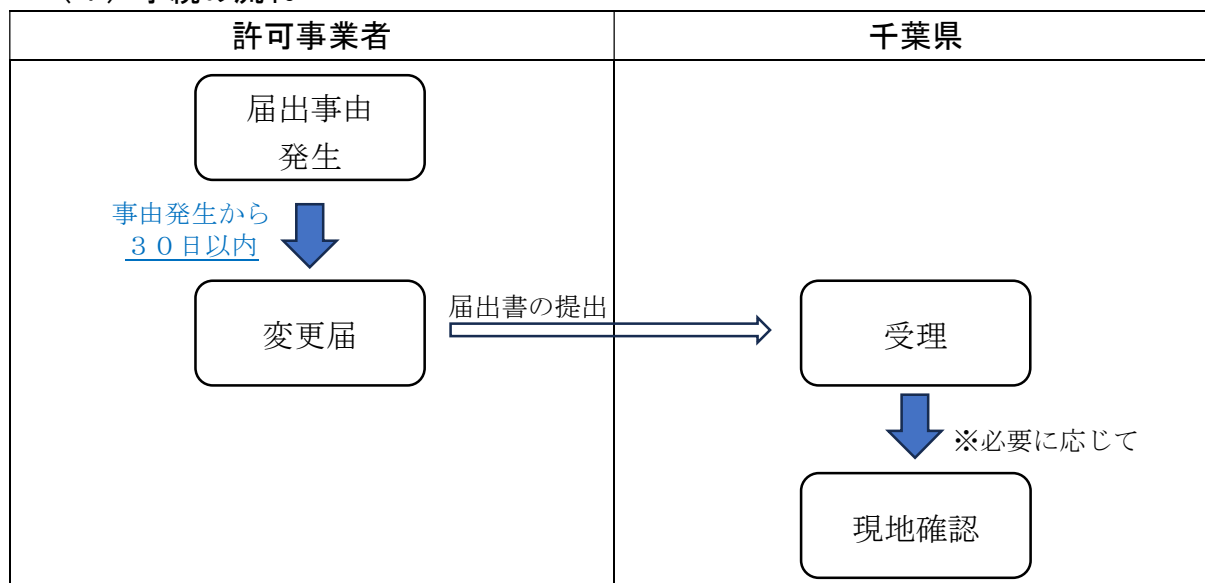 許可事業者
千葉県
届出事由
発生
事由発生から
３０日以内
変更届
届出書の提出
受理
※必要に応じて
現地確認